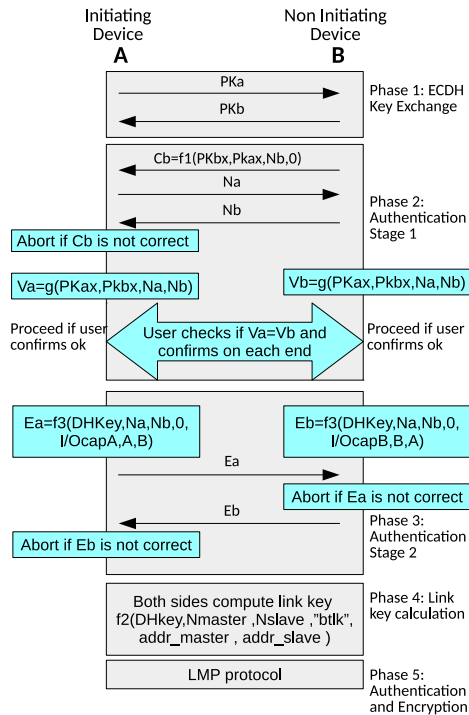 Initiating
Device
A
Non Initiating
Device
B
PKa
PKb
Phase 1: ECDH
Key Exchange
Cb=f1(PKbx,Pkax,Nb,0)
Na
Nb
Phase 2:
Authentication
Stage 1
Abort if Cb is not correct
Va=g(PKax,Pkbx,Na,Nb)
Vb=g(PKax,Pkbx,Na,Nb)
Proceed if user
confirms ok
User checks if Va=Vb and
confirms on each end
Proceed if user
confirms ok
Ea=f3(DHKey,Na,Nb,0,
I/OcapA,A,B)
Eb=f3(DHKey,Na,Nb,0,
I/OcapB,B,A)
Ea
Abort if Ea is not correct
Eb
Abort if Eb is not correct
Phase 3:
Authentication
Stage 2
Both sides compute link key
f2(DHkey,Nmaster ,Nslave ,”btlk”,
addr_master , addr_slave )
Phase 4: Link
key calculation
LMP protocol
Phase 5:
Authentication
and Encryption